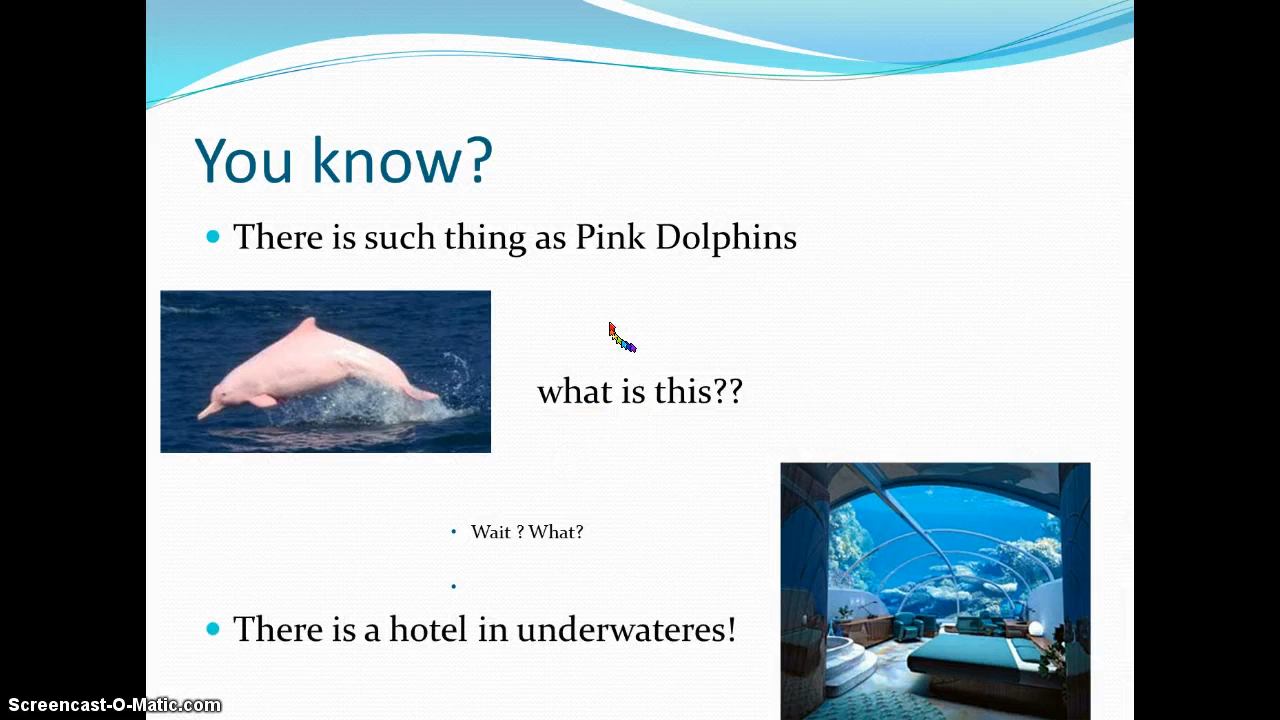 You know?
There is such thing as Pink Dolphins
what is this??
Wait ? What?
There is a hotel in underwateres!
Screencast-O-Matic.com